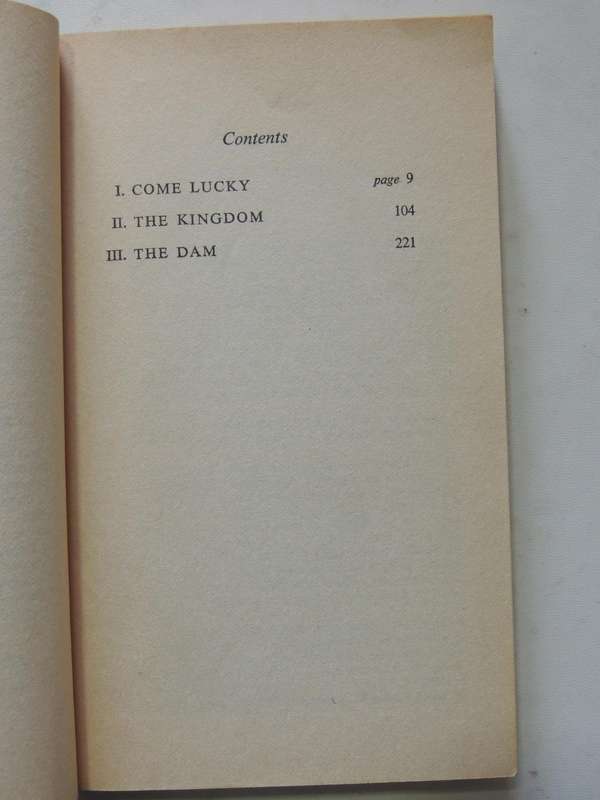 Contents
I. COME LUCKY page 9
II. THE KINGDOM 104
III. THE DAM 221